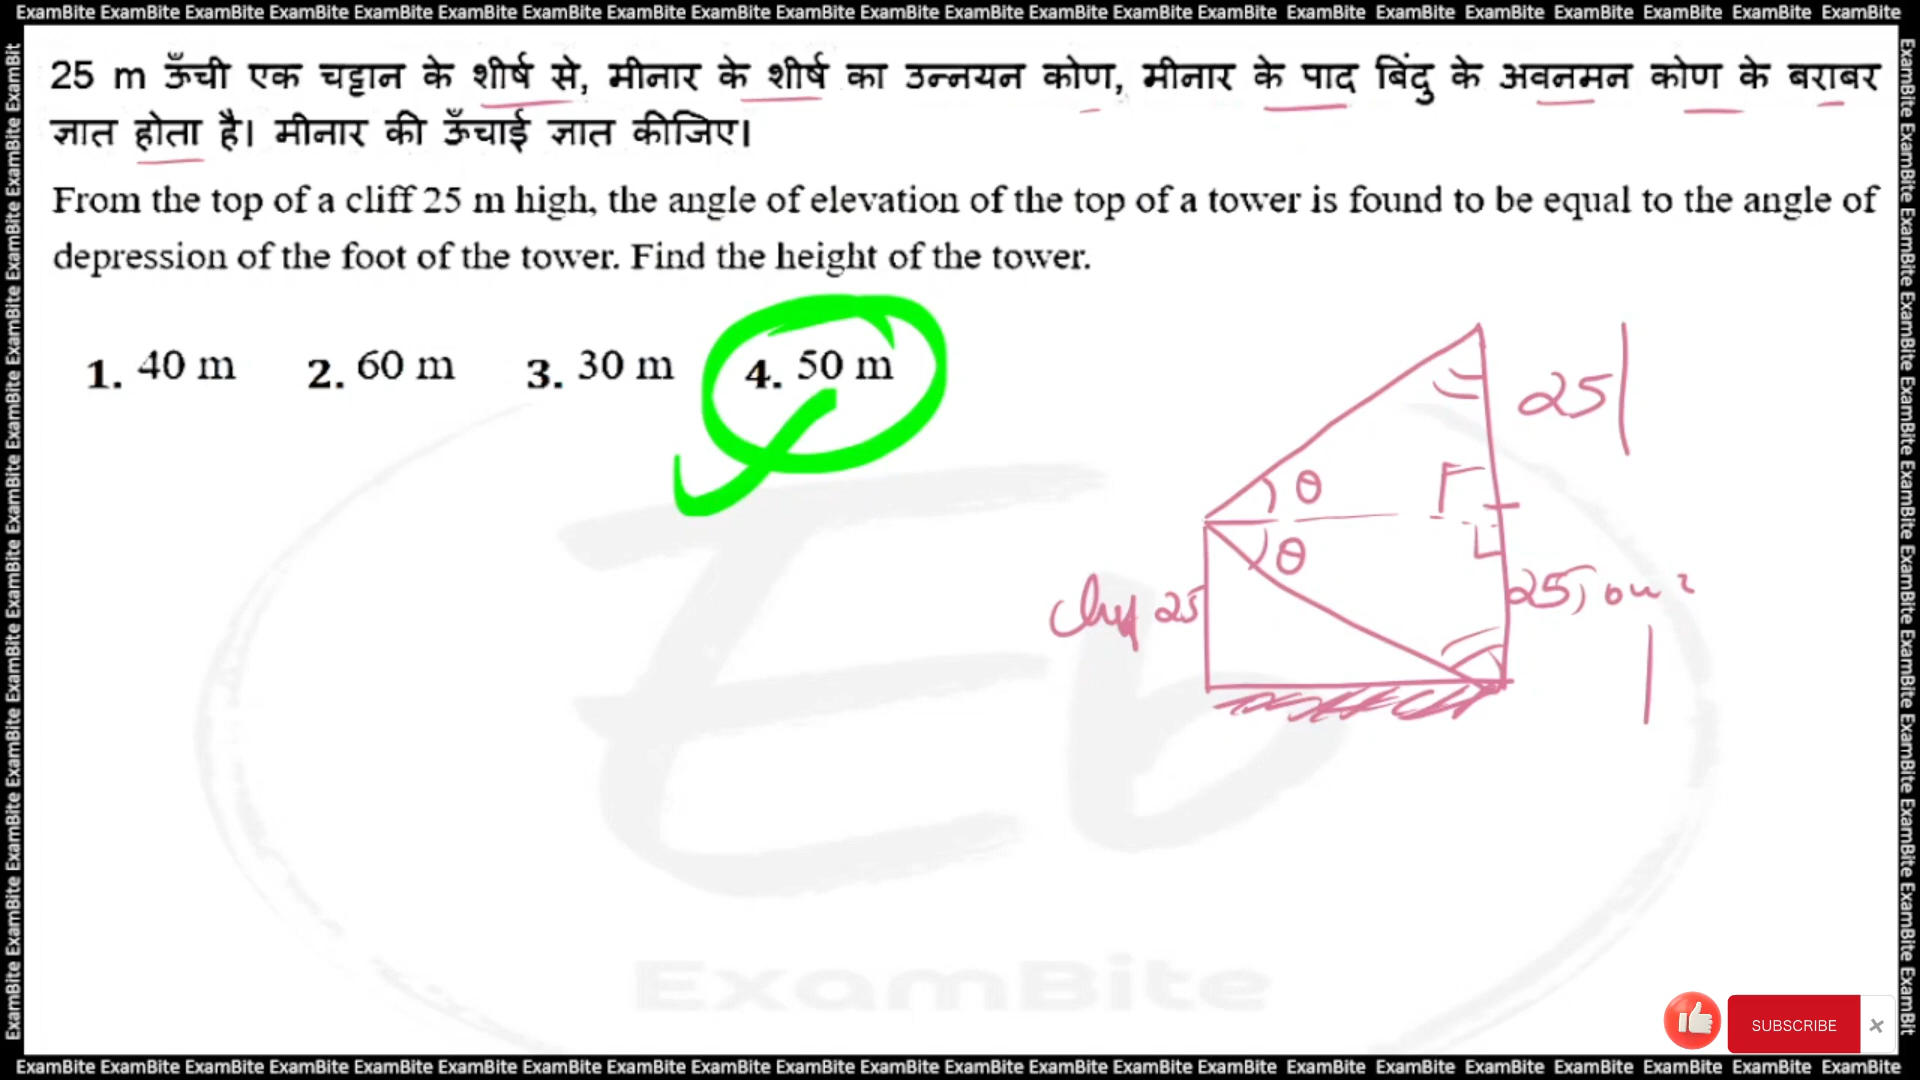 ExamBite ExamBite ExamBite ExamBite ExamBite ExamBite ExamBite ExamBite ExamBite ExamBite ExamBite ExamBite ExamBite ExamBite ExamBite ExamBite ExamBite ExamBite ExamBite ExamBite ExamBite ExamBite
25 m ऊँची एक चट्टान के शीर्ष से, मीनार के शीर्ष का उन्नयन कोण, मीनार के पाद बिंदु के अवनमन कोण के बराबर
ज्ञात होता है। मीनार की ऊँचाई ज्ञात कीजिए।
From the top of a cliff 25 m high, the angle of elevation of the top of a tower is found to be equal to the angle of
depression of the foot of the tower. Find the height of the tower.
1. 40 m 2. 60 m 3. 30 m 4. 50 m
25
θ
θ
25
25
Eb
ExamBite
SUBSCRIBE
ExamBite ExamBite ExamBite ExamBite ExamBite ExamBite ExamBite ExamBite ExamBite ExamBite ExamBite ExamBite ExamBite ExamBite ExamBite ExamBite ExamBite ExamBite ExamBite ExamBite ExamBite ExamBite